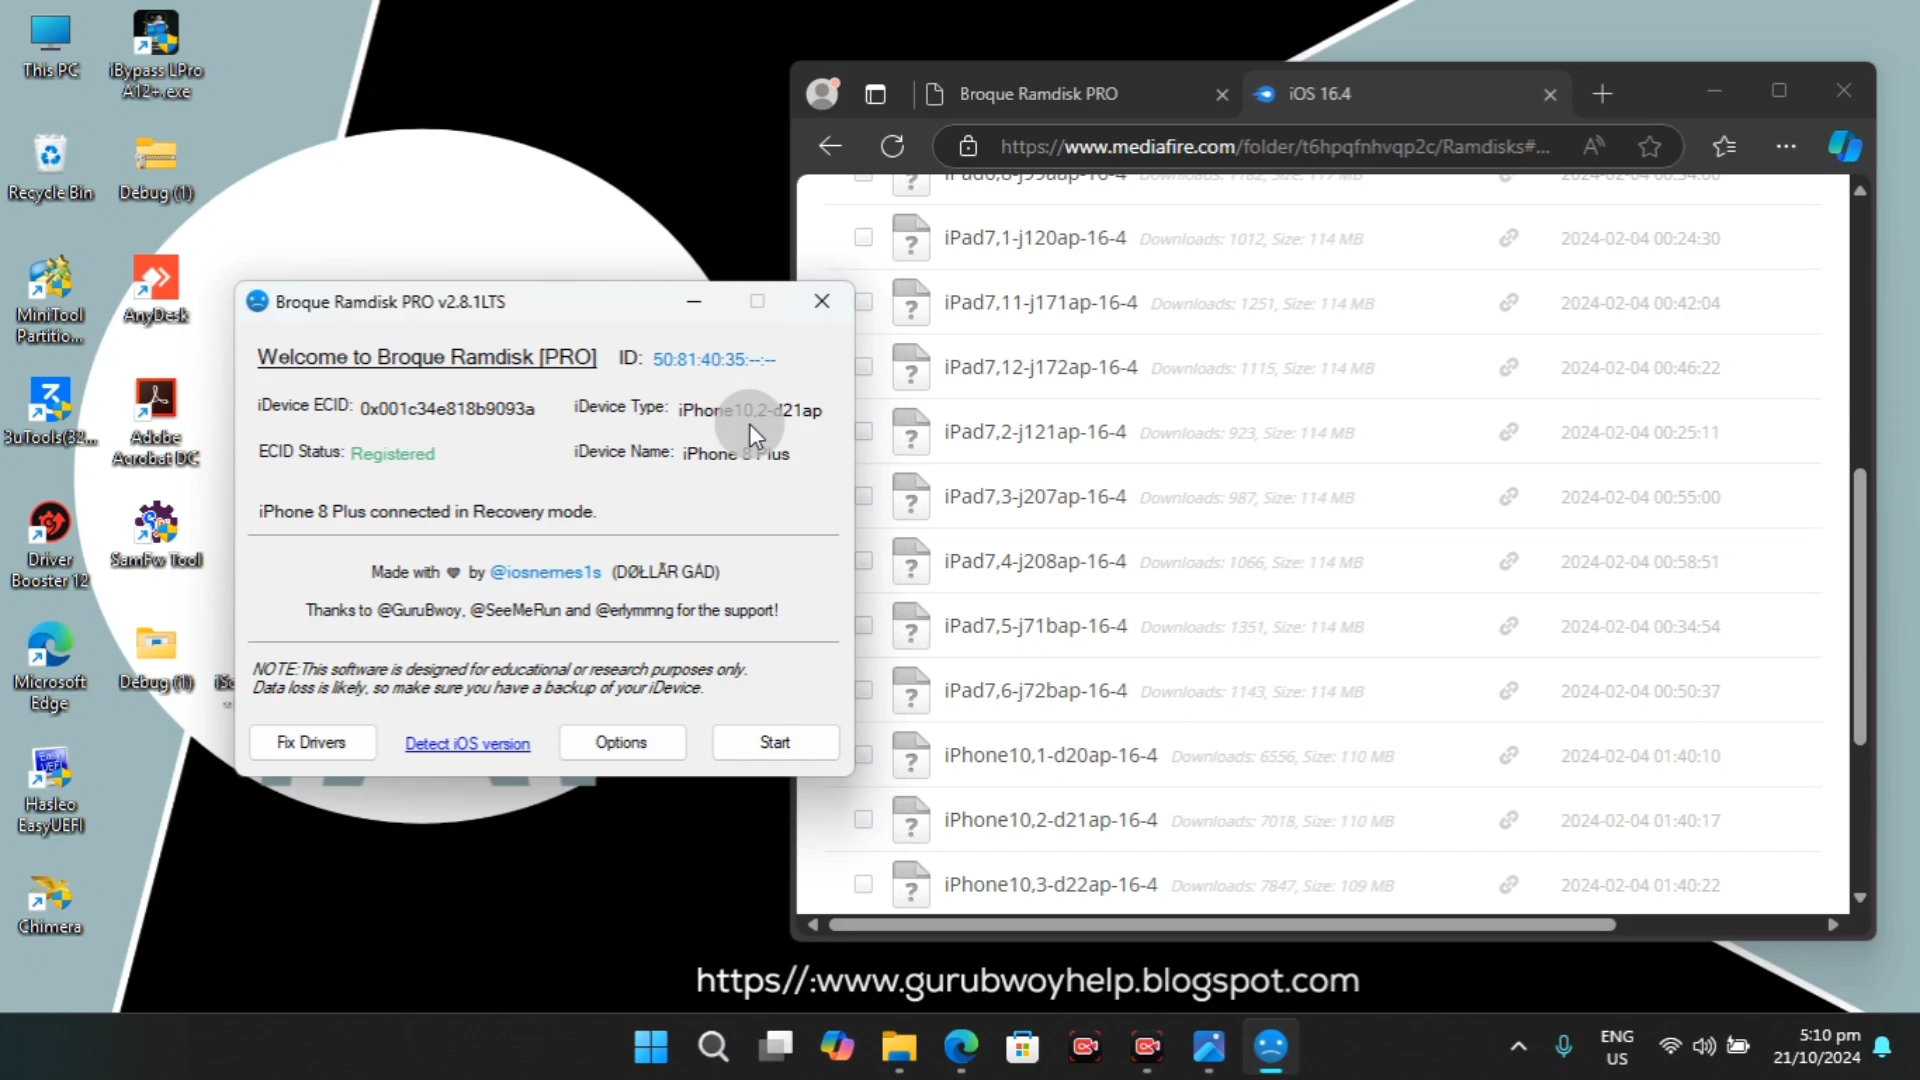 This PC
iBypass LPro
A12+.exe
Recycle Bin
Debug (1)
MiniTool
Partitio...
AnyDesk
3uTools(32...
Adobe
Acrobat DC
Driver
Booster 12
SamFw Tool
Microsoft
Edge
Debug (1)
Hasleo
EasyUEFI
Chimera
Broque Ramdisk PRO v2.8.1LTS
Welcome to Broque Ramdisk [PRO] ID: 50:81:40:35:--:--
iDevice ECID: 0x001c34e818b9093a iDevice Type: iPhone10,2-d21ap
ECID Status: Registered iDevice Name: iPhone 8 Plus
iPhone 8 Plus connected in Recovery mode.
Made with ♥ by @iosnemes1s (DØŁLÃR GÄD)
Thanks to @GuruBwoy, @SeeMeRun and @erlymmng for the support!
NOTE:This software is designed for educational or research purposes only.
Data loss is likely, so make sure you have a backup of your iDevice.
Fix Drivers Detect iOS version Options Start
Broque Ramdisk PRO
iOS 16.4
https://www.mediafire.com/folder/t6hpqfnhvqp2c/Ramdisks#...
iPad7,1-j120ap-16-4 Downloads: 1012, Size: 114 MB 2024-02-04 00:24:30
iPad7,11-j171ap-16-4 Downloads: 1251, Size: 114 MB 2024-02-04 00:42:04
iPad7,12-j172ap-16-4 Downloads: 1115, Size: 114 MB 2024-02-04 00:46:22
iPad7,2-j121ap-16-4 Downloads: 923, Size: 114 MB 2024-02-04 00:25:11
iPad7,3-j207ap-16-4 Downloads: 987, Size: 114 MB 2024-02-04 00:55:00
iPad7,4-j208ap-16-4 Downloads: 1066, Size: 114 MB 2024-02-04 00:58:51
iPad7,5-j71bap-16-4 Downloads: 1351, Size: 114 MB 2024-02-04 00:34:54
iPad7,6-j72bap-16-4 Downloads: 1143, Size: 114 MB 2024-02-04 00:50:37
iPhone10,1-d20ap-16-4 Downloads: 6556, Size: 110 MB 2024-02-04 01:40:10
iPhone10,2-d21ap-16-4 Downloads: 7018, Size: 110 MB 2024-02-04 01:40:17
iPhone10,3-d22ap-16-4 Downloads: 7847, Size: 109 MB 2024-02-04 01:40:22
https//:www.gurubwoyhelp.blogspot.com
ENG
US
5:10 pm
21/10/2024